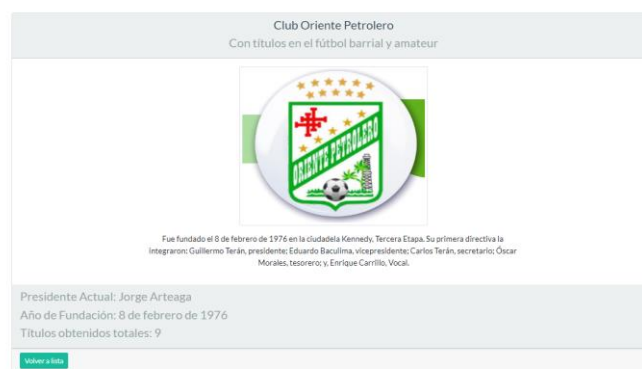 Club Oriente Petrolero
Con títulos en el fútbol barrial y amateur
ORIENTE PETROLERO
Fue fundado el 8 de febrero de 1976 en la ciudadela Kennedy, Tercera Etapa. Su primera directiva la
integraron: Guillermo Terán, presidente; Eduardo Baculima, vicepresidente; Carlos Terán, secretario; Óscar
Morales, tesorero; y, Enrique Carrillo, Vocal.
Presidente Actual: Jorge Arteaga
Año de Fundación: 8 de febrero de 1976
Títulos obtenidos totales: 9
Volver a lista